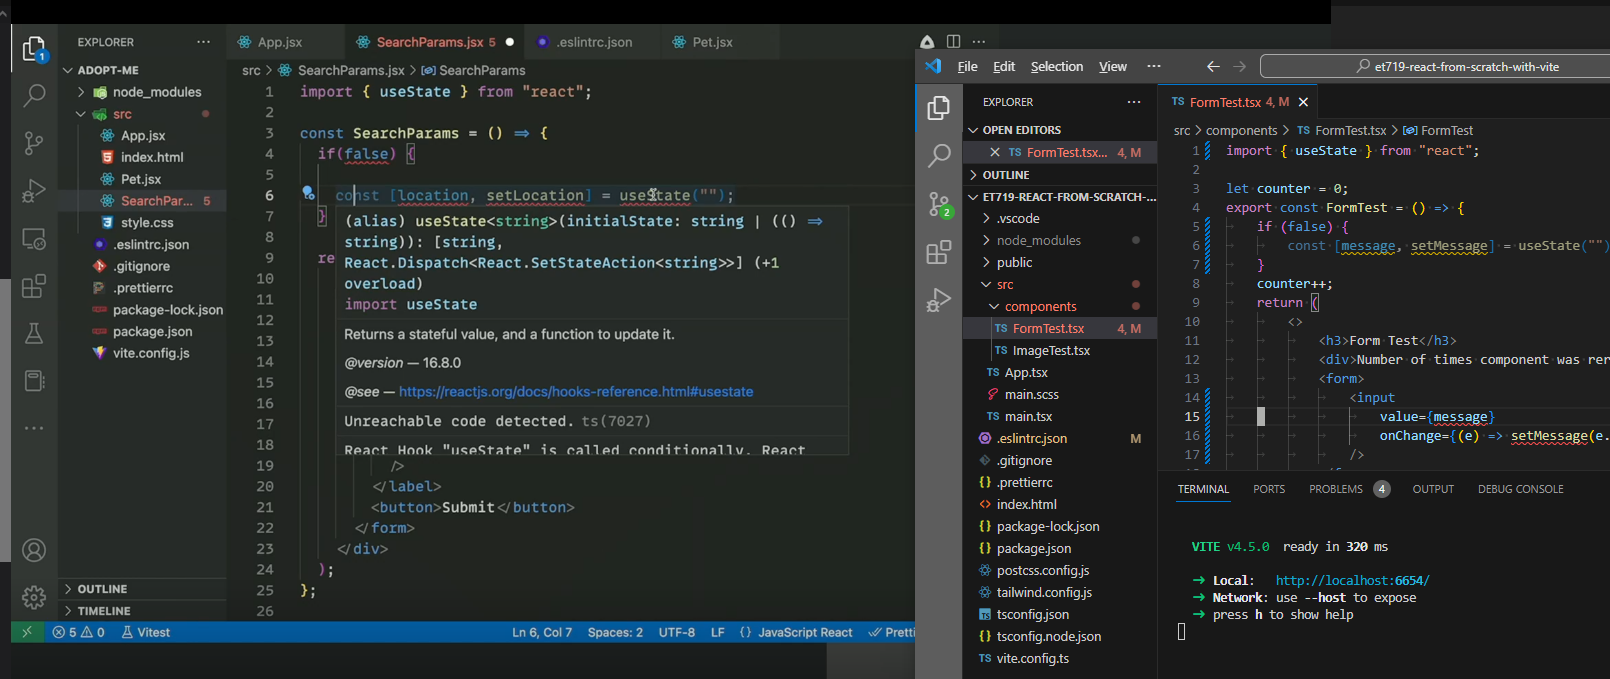 EXPLORER
ADOPT-ME
node_modules
src
App.jsx
index.html
Pet.jsx
SearchPar... 5
style.css
.eslintrc.json
.gitignore
.prettierrc
package-lock.json
package.json
vite.config.js
OUTLINE
TIMELINE
1
App.jsx
SearchParams.jsx 5
.eslintrc.json
Pet.jsx
src > SearchParams.jsx > SearchParams
1 import { useState } from "react";
2
3 const SearchParams = () ⇒ {
4 if(false) {
5
6 const [location, setLocation] = useState("");
7 }
8
9 re
10
11
12
13
14
15
16
17
18
(alias) useState<string>(initialState: string | (() ⇒
string)): [string,
React.Dispatch<React.SetStateAction<string>>] (+1
overload)
import useState
Returns a stateful value, and a function to update it.
@version — 16.8.0
@see — https://reactjs.org/docs/hooks-reference.html#usestate
Unreachable code detected. ts(7027)
React Hook "useState" is called conditionally. React
19 />
20 </label>
21 <button>Submit</button>
22 </form>
23 </div>
24 );
25 };
26
5 0 Vitest
Ln 6, Col 7 Spaces: 2 UTF-8 LF {} JavaScript React Pretti
File Edit Selection View ···
et719-react-from-scratch-with-vite
EXPLORER
OPEN EDITORS
TS FormTest.tsx... 4, M
OUTLINE
ET719-REACT-FROM-SCRATCH-...
.vscode
node_modules
public
src
components
TS FormTest.tsx 4, M
TS ImageTest.tsx
TS App.tsx
main.scss
TS main.tsx
.eslintrc.json M
.gitignore
{} .prettierrc
<> index.html
{} package-lock.json
{} package.json
postcss.config.js
tailwind.config.js
TS tsconfig.json
{} tsconfig.node.json
TS vite.config.ts
2
TS FormTest.tsx 4, M
src > components > TS FormTest.tsx > FormTest
1 import { useState } from "react";
2
3 let counter = 0;
4 export const FormTest = () => {
5 if (false) {
6 const [message, setMessage] = useState("")
7 }
8 counter++;
9 return (
10 <>
11 <h3>Form Test</h3>
12 <div>Number of times component was rer
13 <form>
14 <input
15 value={message}
16 onChange={(e) => setMessage(e.
17 />
TERMINAL PORTS PROBLEMS 4 OUTPUT DEBUG CONSOLE
VITE v4.5.0 ready in 320 ms
➜ Local: http://localhost:6654/
➜ Network: use --host to expose
➜ press h to show help